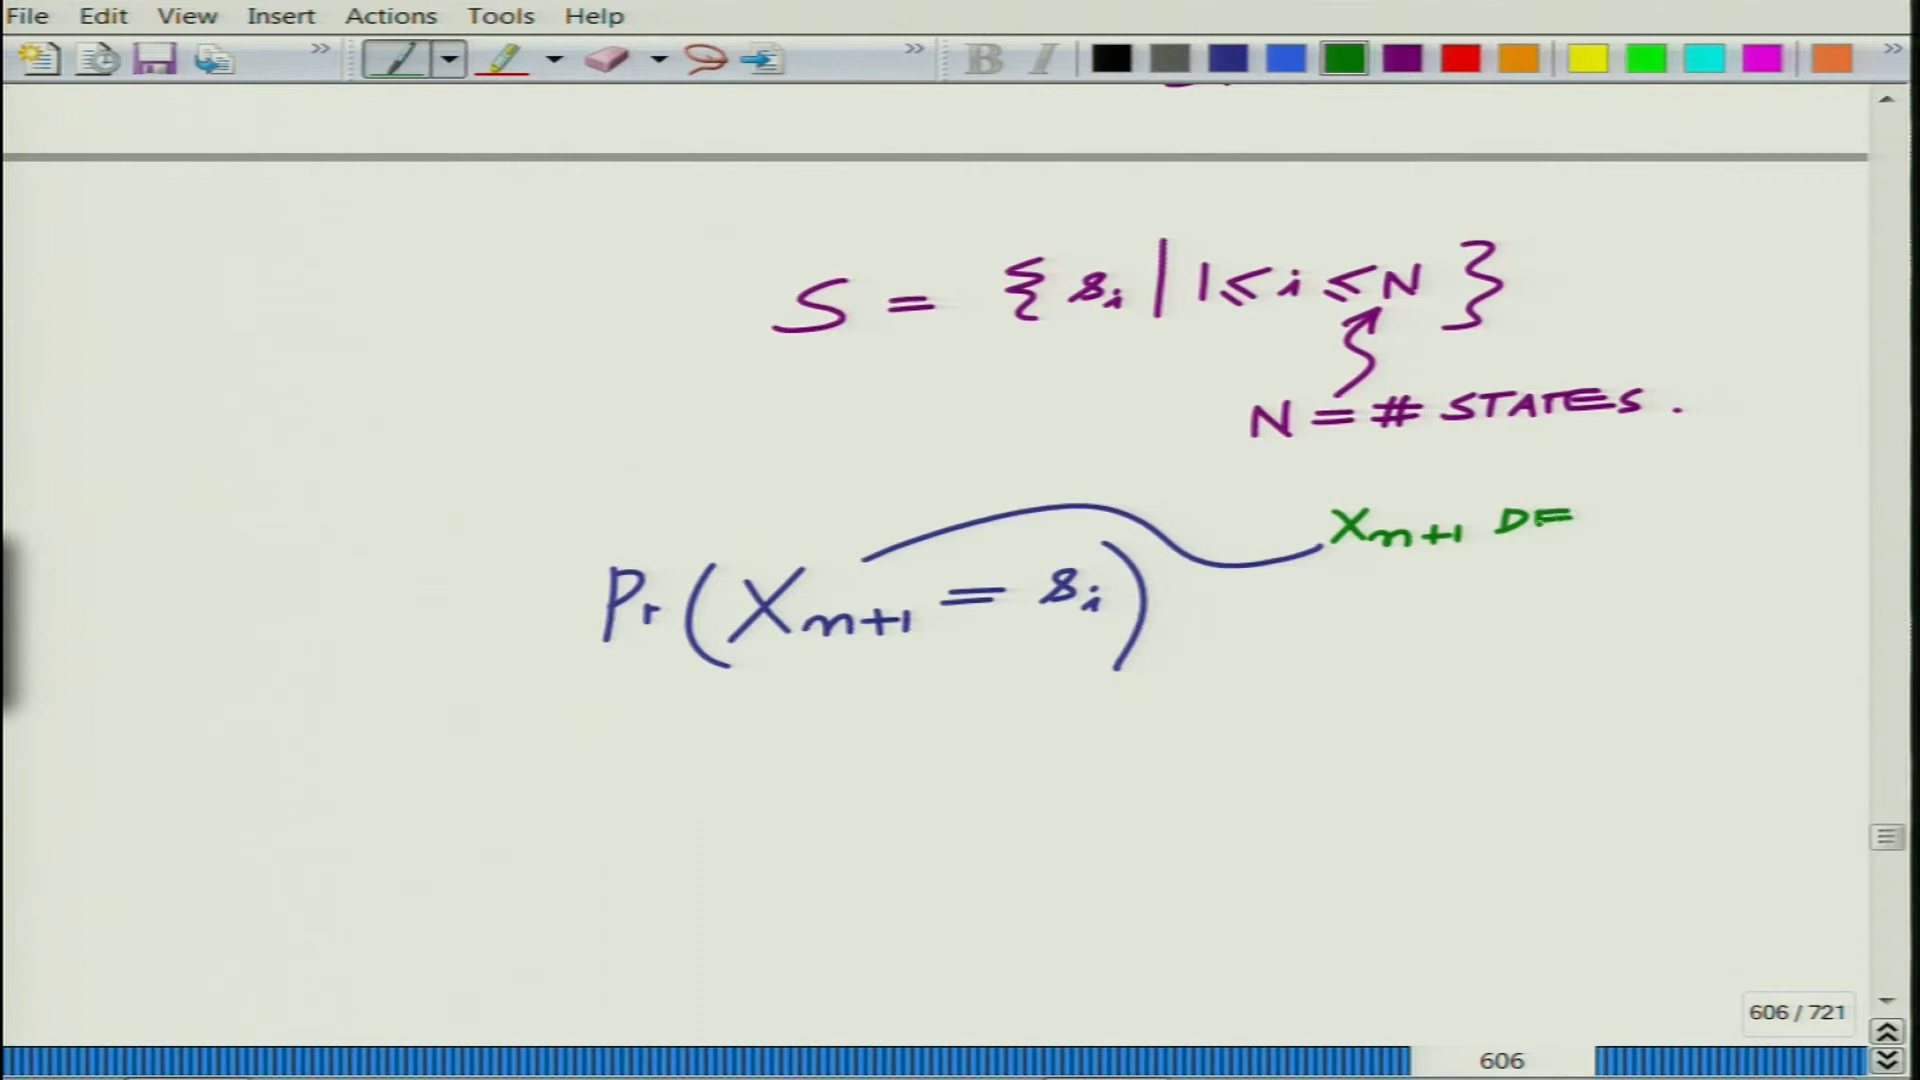 File Edit View Insert Actions Tools Help
B I
S = { s_i | 1 ≤ i ≤ N }
N = # STATES.
X_{n+1} DE
Pr( X_{n+1} = s_i )
606 / 721
606